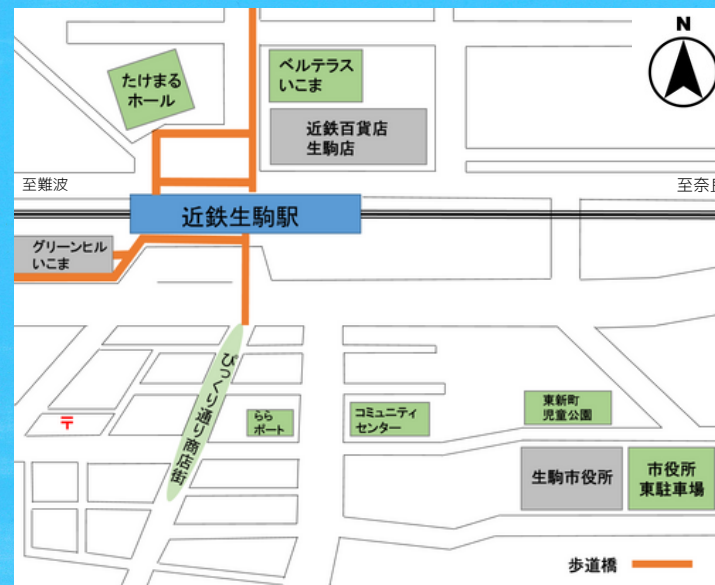 N
たけまる
ホール
ベルテラス
いこま
近鉄百貨店
生駒店
至難波
至奈良
近鉄生駒駅
グリーンヒル
いこま
ぴっくり通り商店街
〒
らら
ポート
コミュニティ
センター
東新町
児童公園
生駒市役所
市役所
東駐車場
歩道橋